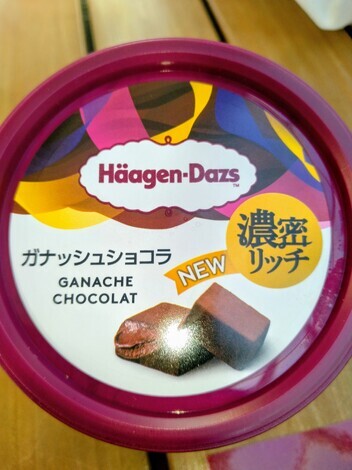 Häagen-Dazs
TM
ガナッシュショコラ
GANACHE
CHOCOLAT
NEW
濃密
リッチ